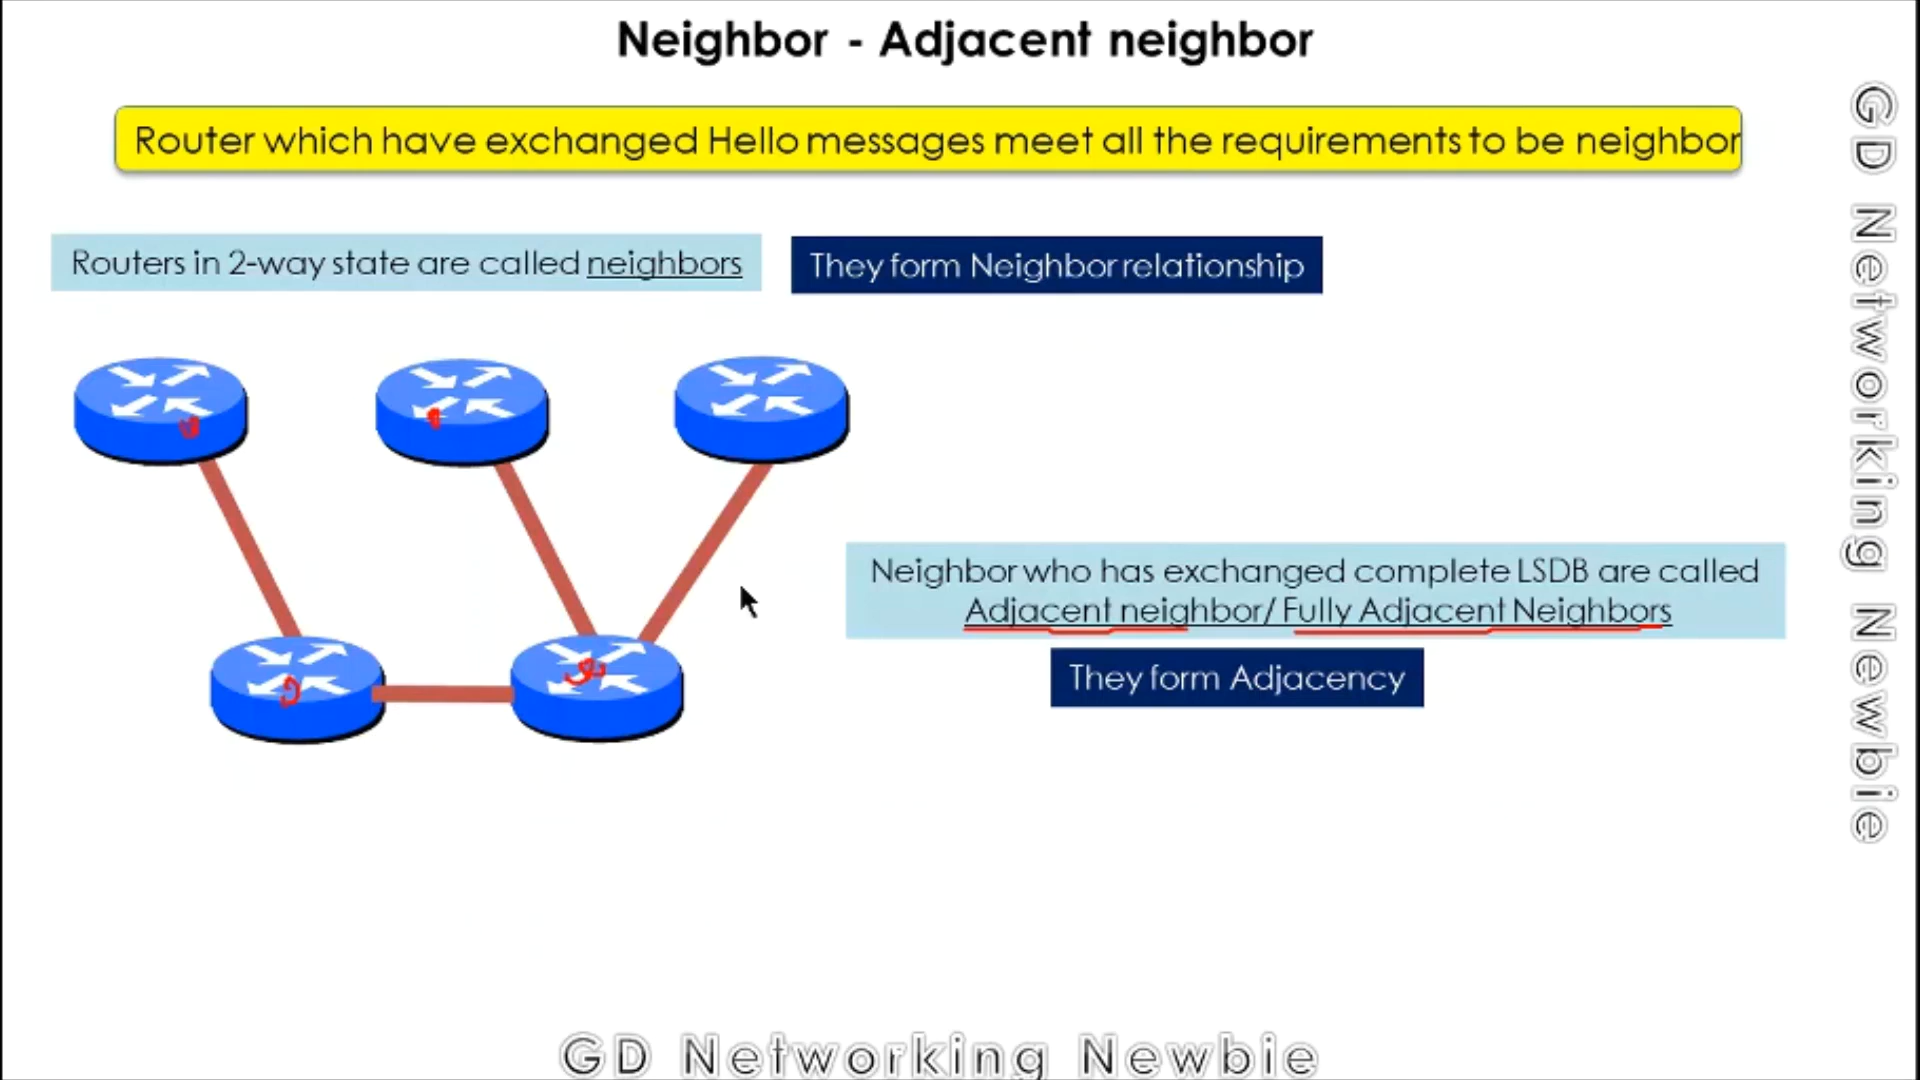 Neighbor - Adjacent neighbor
Router which have exchanged Hello messages meet all the requirements to be neighbor
Routers in 2-way state are called neighbors
They form Neighbor relationship
Neighbor who has exchanged complete LSDB are called
Adjacent neighbor/ Fully Adjacent Neighbors
They form Adjacency
GD Networking Newbie
GD Networking Newbie